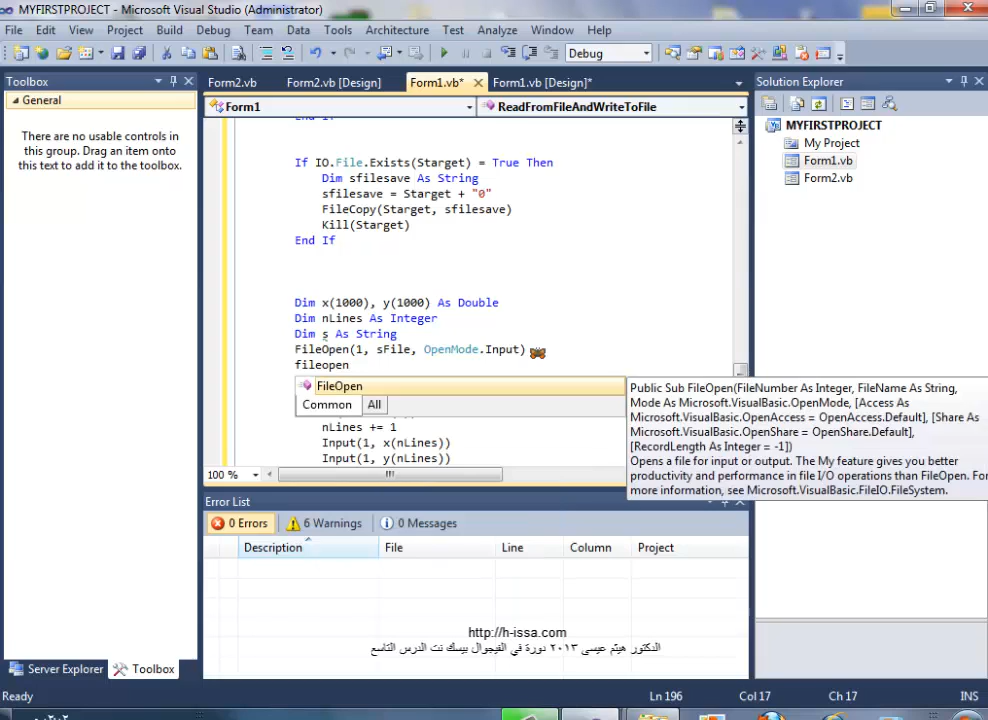 MYFIRSTPROJECT - Microsoft Visual Studio (Administrator)
File Edit View Project Build Debug Team Data Tools Architecture Test Analyze Window Help
Debug
Toolbox
General
There are no usable controls in
this group. Drag an item onto
this text to add it to the toolbox.
Server Explorer Toolbox
Form2.vb Form2.vb [Design] Form1.vb* Form1.vb [Design]*
Form1 ReadFromFileAndWriteToFile
End If
If IO.File.Exists(Starget) = True Then
Dim sfilesave As String
sfilesave = Starget + "0"
FileCopy(Starget, sfilesave)
Kill(Starget)
End If
Dim x(1000), y(1000) As Double
Dim nLines As Integer
Dim s As String
FileOpen(1, sFile, OpenMode.Input)
fileopen
FileOpen
Common All
nLines += 1
Input(1, x(nLines))
Input(1, y(nLines))
100 %
Public Sub FileOpen(FileNumber As Integer, FileName As String,
Mode As Microsoft.VisualBasic.OpenMode, [Access As
Microsoft.VisualBasic.OpenAccess = OpenAccess.Default], [Share As
Microsoft.VisualBasic.OpenShare = OpenShare.Default],
[RecordLength As Integer = -1])
Opens a file for input or output. The My feature gives you better
productivity and performance in file I/O operations than FileOpen. For
more information, see Microsoft.VisualBasic.FileIO.FileSystem.
Error List
0 Errors 6 Warnings 0 Messages
Description File Line Column Project
http://h-issa.com
الدكتور هيثم عيسى ٢٠١٣ دورة في الفيجوال بيسك نت الدرس التاسع
Solution Explorer
MYFIRSTPROJECT
My Project
Form1.vb
Form2.vb
Ready Ln 196 Col 17 Ch 17 INS